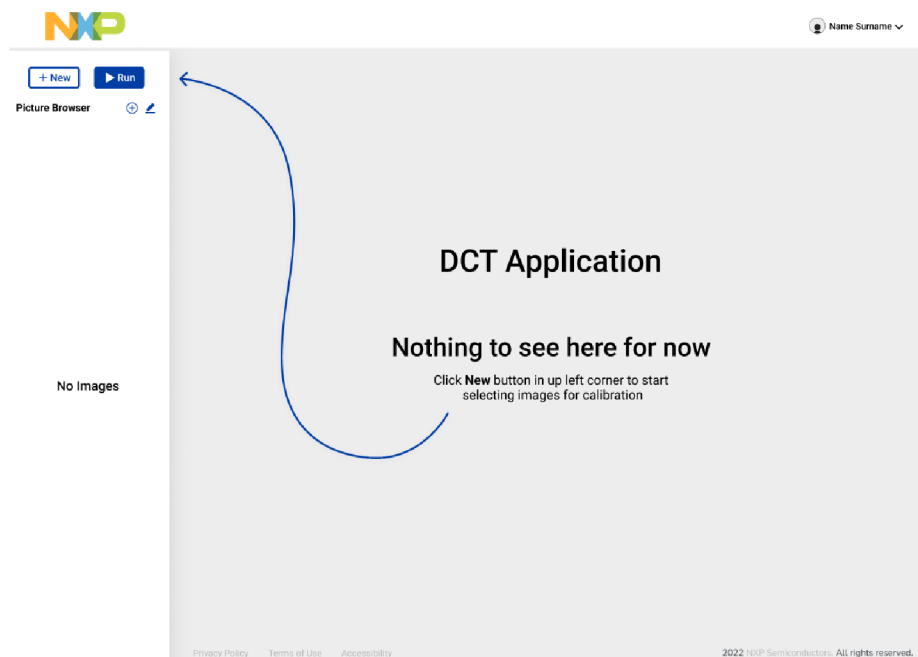 NXP
Name Surname
+ New
Run
Picture Browser
No Images
DCT Application
Nothing to see here for now
Click New button in up left corner to start
selecting images for calibration
Privacy Policy Terms of Use Accessibility
2022 NXP Semiconductors. All rights reserved.